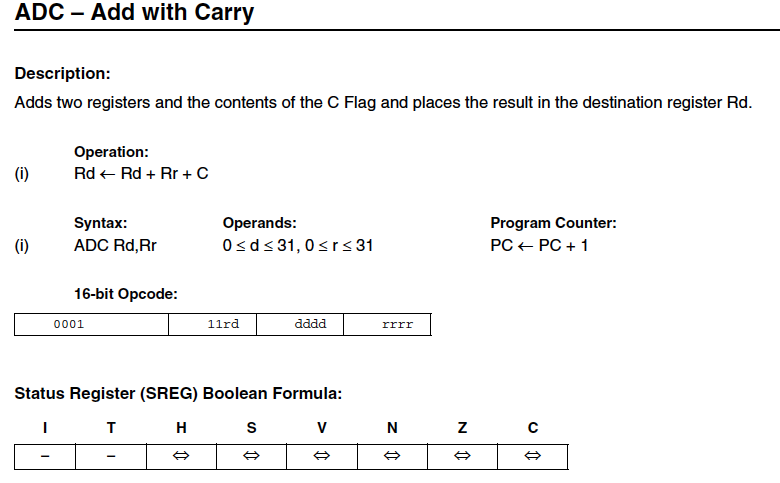 ADC – Add with Carry
Description:
Adds two registers and the contents of the C Flag and places the result in the destination register Rd.
Operation:
(i) Rd ← Rd + Rr + C
Syntax: Operands: Program Counter:
(i) ADC Rd,Rr 0 ≤ d ≤ 31, 0 ≤ r ≤ 31 PC ← PC + 1
16-bit Opcode:
0001 11rd dddd rrrr
Status Register (SREG) Boolean Formula:
I T H S V N Z C
– – ⇔ ⇔ ⇔ ⇔ ⇔ ⇔